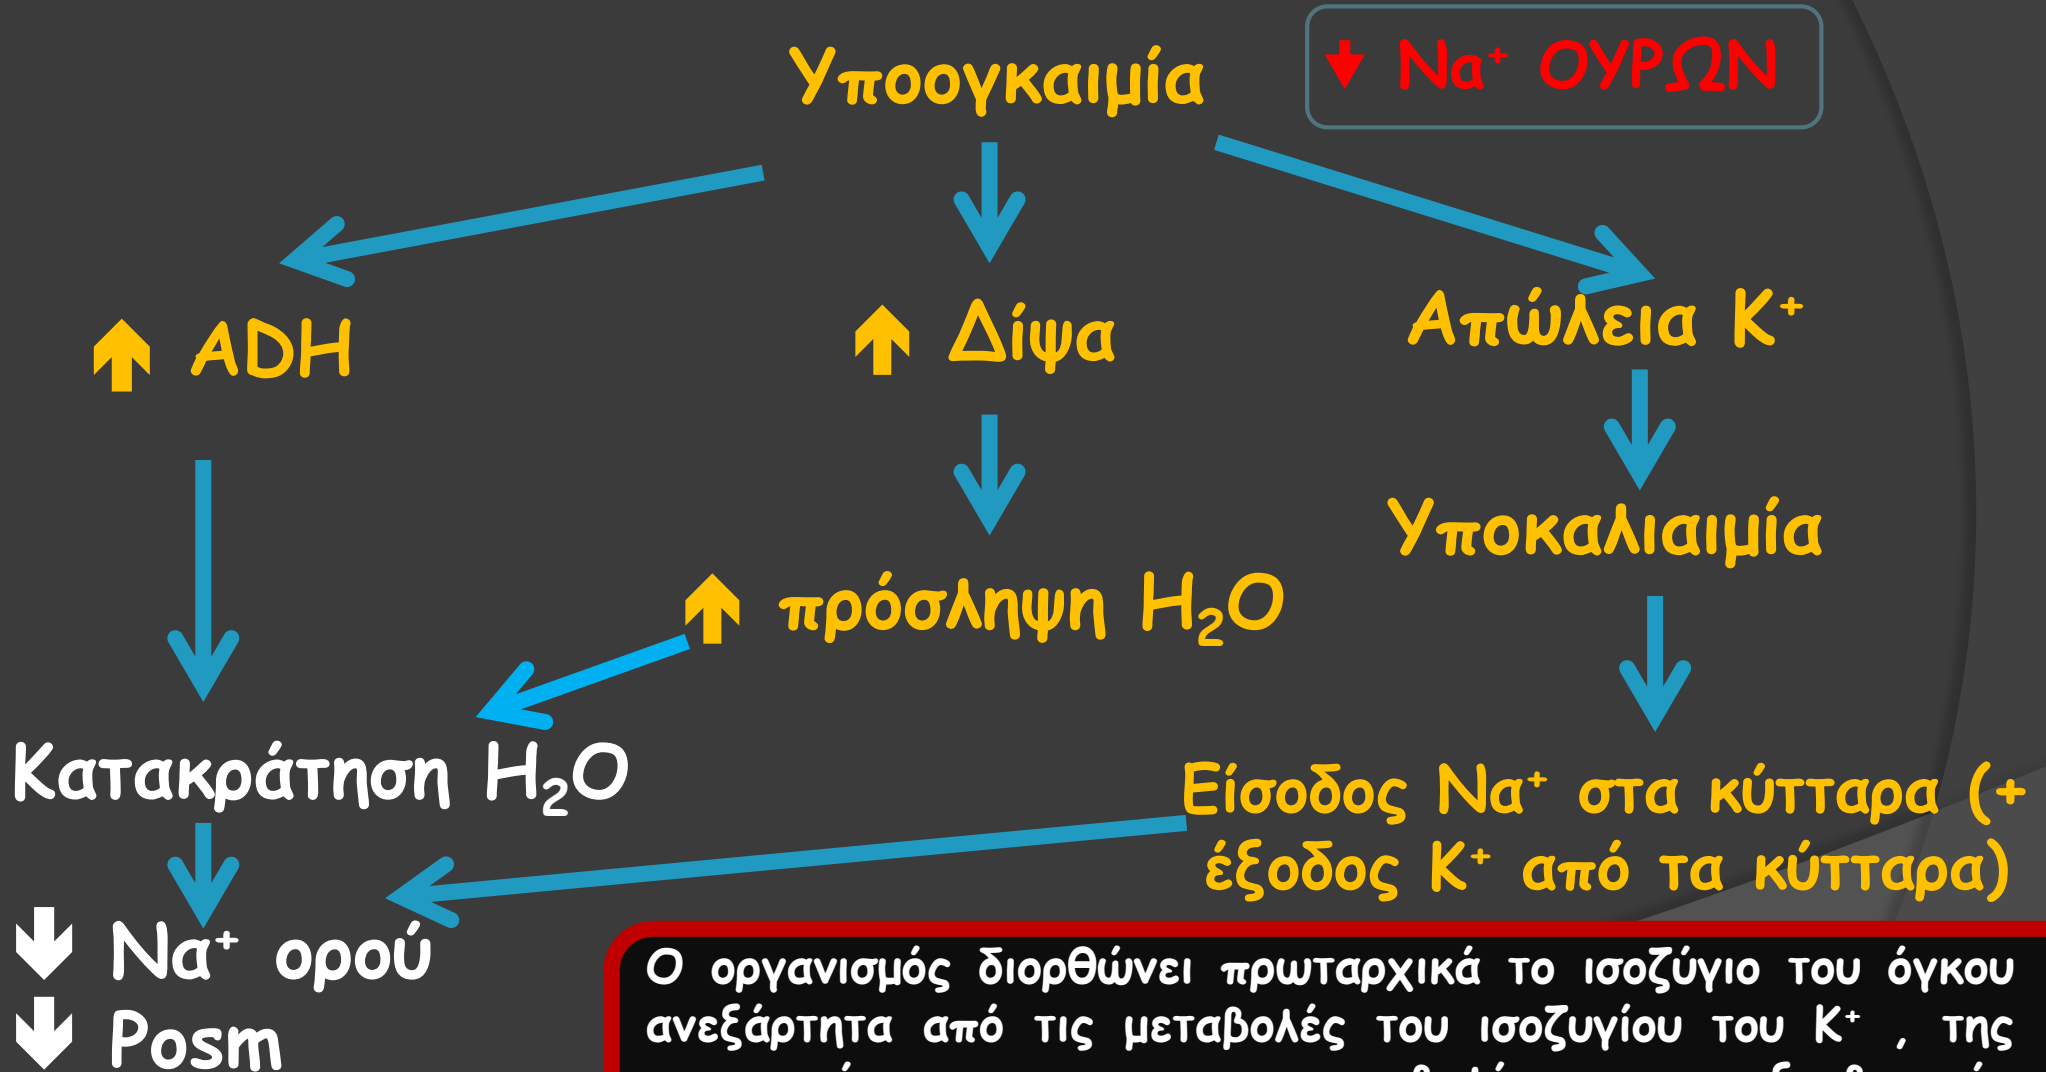 Υποογκαιμία
↓ Na⁺ ΟΥΡΩΝ
↑ ADH
↑ Δίψα
Απώλεια K⁺
Υποκαλιαιμία
↑ πρόσληψη H₂O
Κατακράτηση H₂O
Είσοδος Na⁺ στα κύτταρα (+
έξοδος K⁺ από τα κύτταρα)
↓ Na⁺ ορού
↓ Posm
Ο οργανισμός διορθώνει πρωταρχικά το ισοζύγιο του όγκου
ανεξάρτητα από τις μεταβολές του ισοζυγίου του K⁺ , της